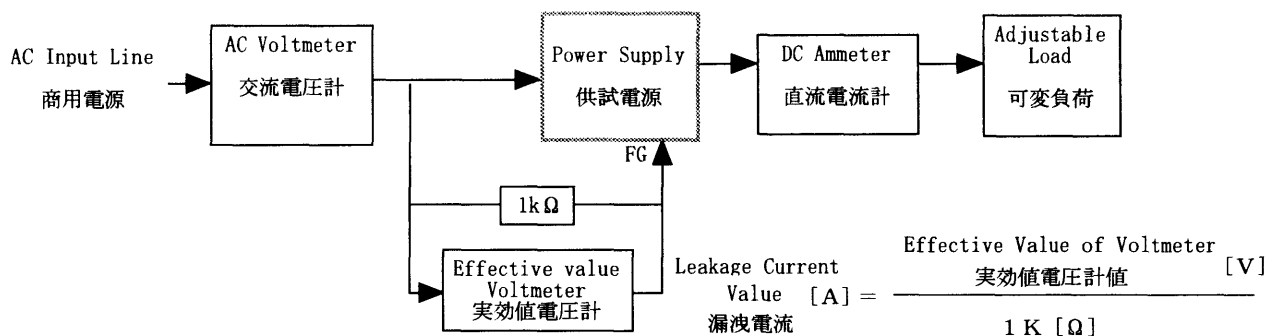 AC Input Line
商用電源
AC Voltmeter
交流電圧計
Power Supply
供試電源
DC Ammeter
直流電流計
Adjustable
Load
可変負荷
FG
1kΩ
Effective value
Voltmeter
実効値電圧計
Leakage Current
Value [A] =
漏洩電流
Effective Value of Voltmeter
実効値電圧計値 [V]
1 K [Ω]